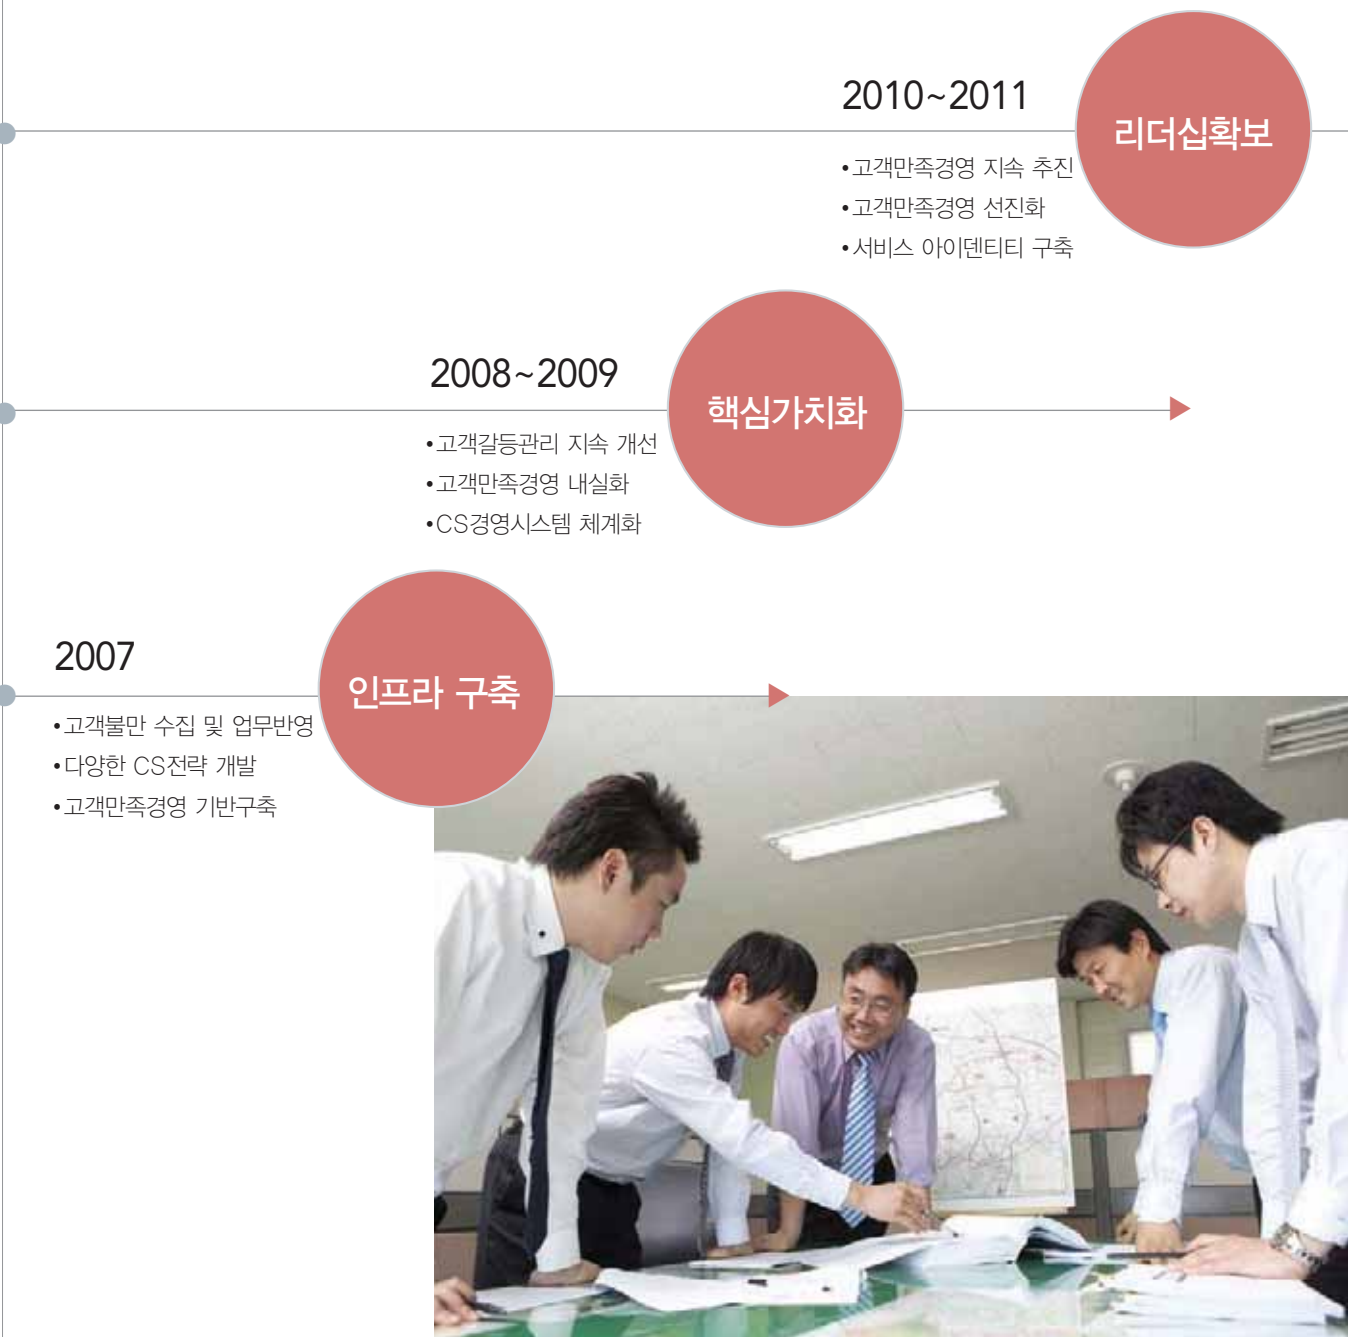 2010~2011
리더십확보
•고객만족경영 지속 추진
•고객만족경영 선진화
•서비스 아이덴티티 구축
2008~2009
핵심가치화
•고객갈등관리 지속 개선
•고객만족경영 내실화
•CS경영시스템 체계화
2007
인프라 구축
•고객불만 수집 및 업무반영
•다양한 CS전략 개발
•고객만족경영 기반구축